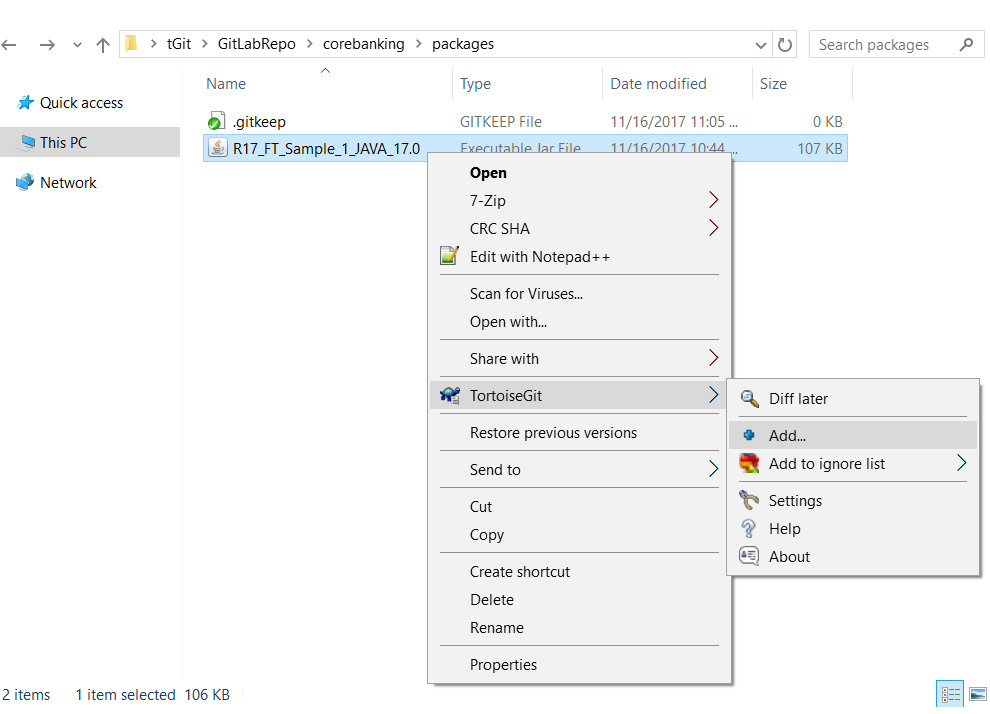 tGit > GitLabRepo > corebanking > packages
Search packages
Name Type Date modified Size
Quick access
This PC
Network
.gitkeep GITKEEP File 11/16/2017 11:05 ... 0 KB
R17_FT_Sample_1_JAVA_17.0 Executable Jar File 11/16/2017 10:44 ... 107 KB
Open
7-Zip
CRC SHA
Edit with Notepad++
Scan for Viruses...
Open with...
Share with
TortoiseGit
Restore previous versions
Send to
Cut
Copy
Create shortcut
Delete
Rename
Properties
Diff later
Add...
Add to ignore list
Settings
Help
About
2 items 1 item selected 106 KB